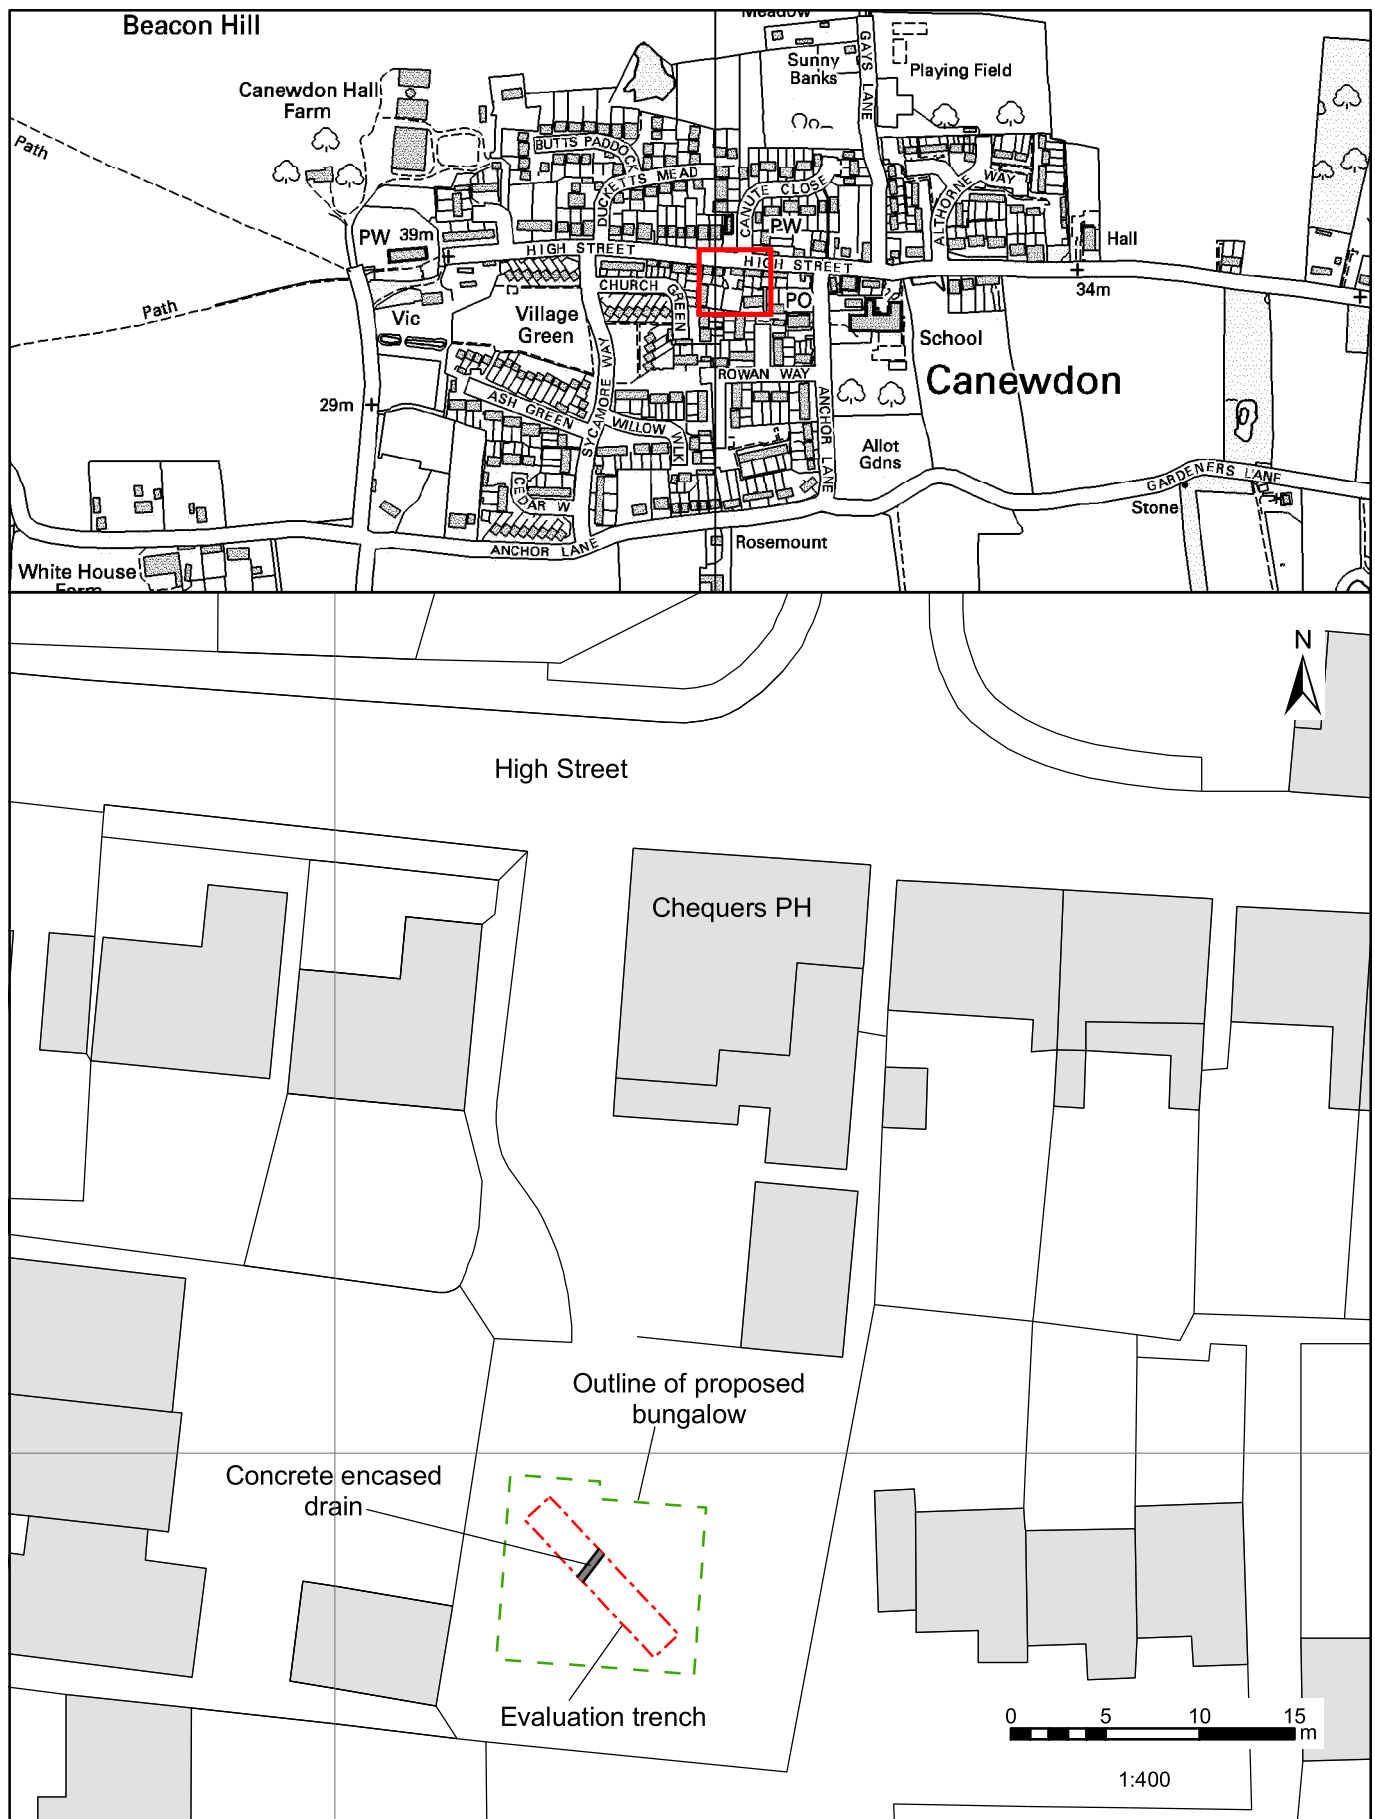 Beacon Hill
Meadow
GAYS LANE
Sunny
Banks
Playing Field
Canewdon Hall
Farm
Path
BUTTS PADDOCK
DUCKETTS MEAD
CANUTE CLOSE
ALTHORNE WAY
PW 39m
PW
HIGH STREET
HIGH STREET
Hall
34m
CHURCH GREEN
PO
Path
Vic
Village
Green
School
ROWAN WAY
Canewdon
29m
ASH GREEN
SYCAMORE WAY
WILLOW WLK
ANCHOR LANE
Allot
Gdns
GARDENERS LANE
CEDAR W
Stone
ANCHOR LANE
Rosemount
White House
Farm
N
High Street
Chequers PH
Outline of proposed
bungalow
Concrete encased
drain
Evaluation trench
0 5 10 15
m
1:400